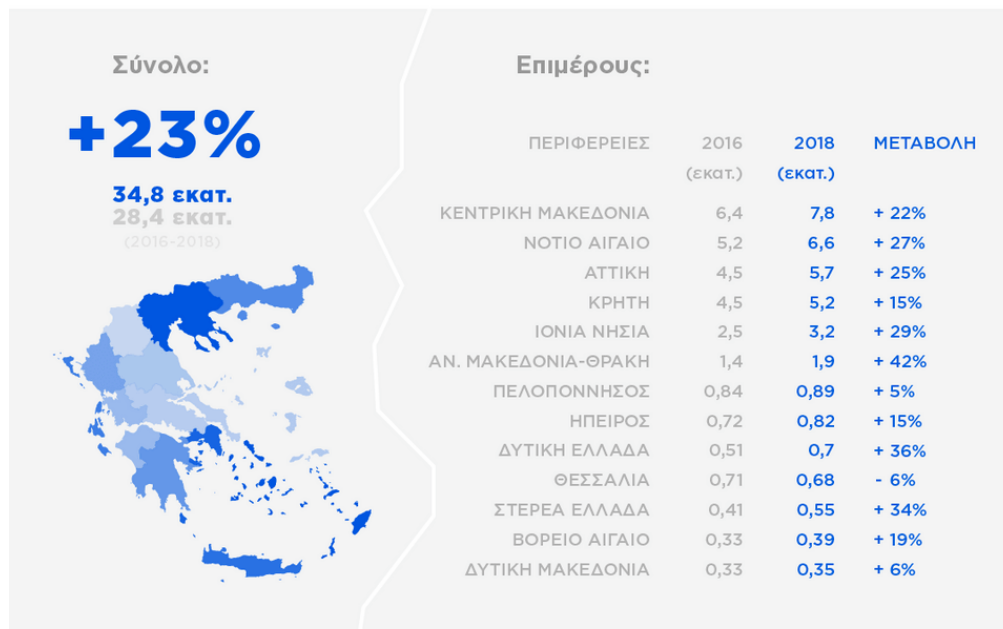 Σύνολο:
+23%
34,8 εκατ.
28,4 εκατ.
(2016-2018)
Επιμέρους:
ΠΕΡΙΦΕΡΕΙΕΣ 2016 2018 ΜΕΤΑΒΟΛΗ
(εκατ.) (εκατ.)
ΚΕΝΤΡΙΚΗ ΜΑΚΕΔΟΝΙΑ 6,4 7,8 + 22%
ΝΟΤΙΟ ΑΙΓΑΙΟ 5,2 6,6 + 27%
ΑΤΤΙΚΗ 4,5 5,7 + 25%
ΚΡΗΤΗ 4,5 5,2 + 15%
ΙΟΝΙΑ ΝΗΣΙΑ 2,5 3,2 + 29%
ΑΝ. ΜΑΚΕΔΟΝΙΑ-ΘΡΑΚΗ 1,4 1,9 + 42%
ΠΕΛΟΠΟΝΝΗΣΟΣ 0,84 0,89 + 5%
ΗΠΕΙΡΟΣ 0,72 0,82 + 15%
ΔΥΤΙΚΗ ΕΛΛΑΔΑ 0,51 0,7 + 36%
ΘΕΣΣΑΛΙΑ 0,71 0,68 - 6%
ΣΤΕΡΕΑ ΕΛΛΑΔΑ 0,41 0,55 + 34%
ΒΟΡΕΙΟ ΑΙΓΑΙΟ 0,33 0,39 + 19%
ΔΥΤΙΚΗ ΜΑΚΕΔΟΝΙΑ 0,33 0,35 + 6%